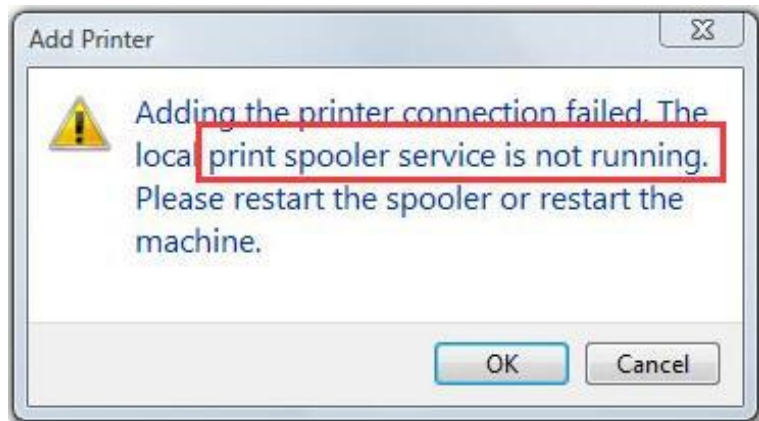 Add Printer
Adding the printer connection failed. The
local print spooler service is not running.
Please restart the spooler or restart the
machine.
OK
Cancel